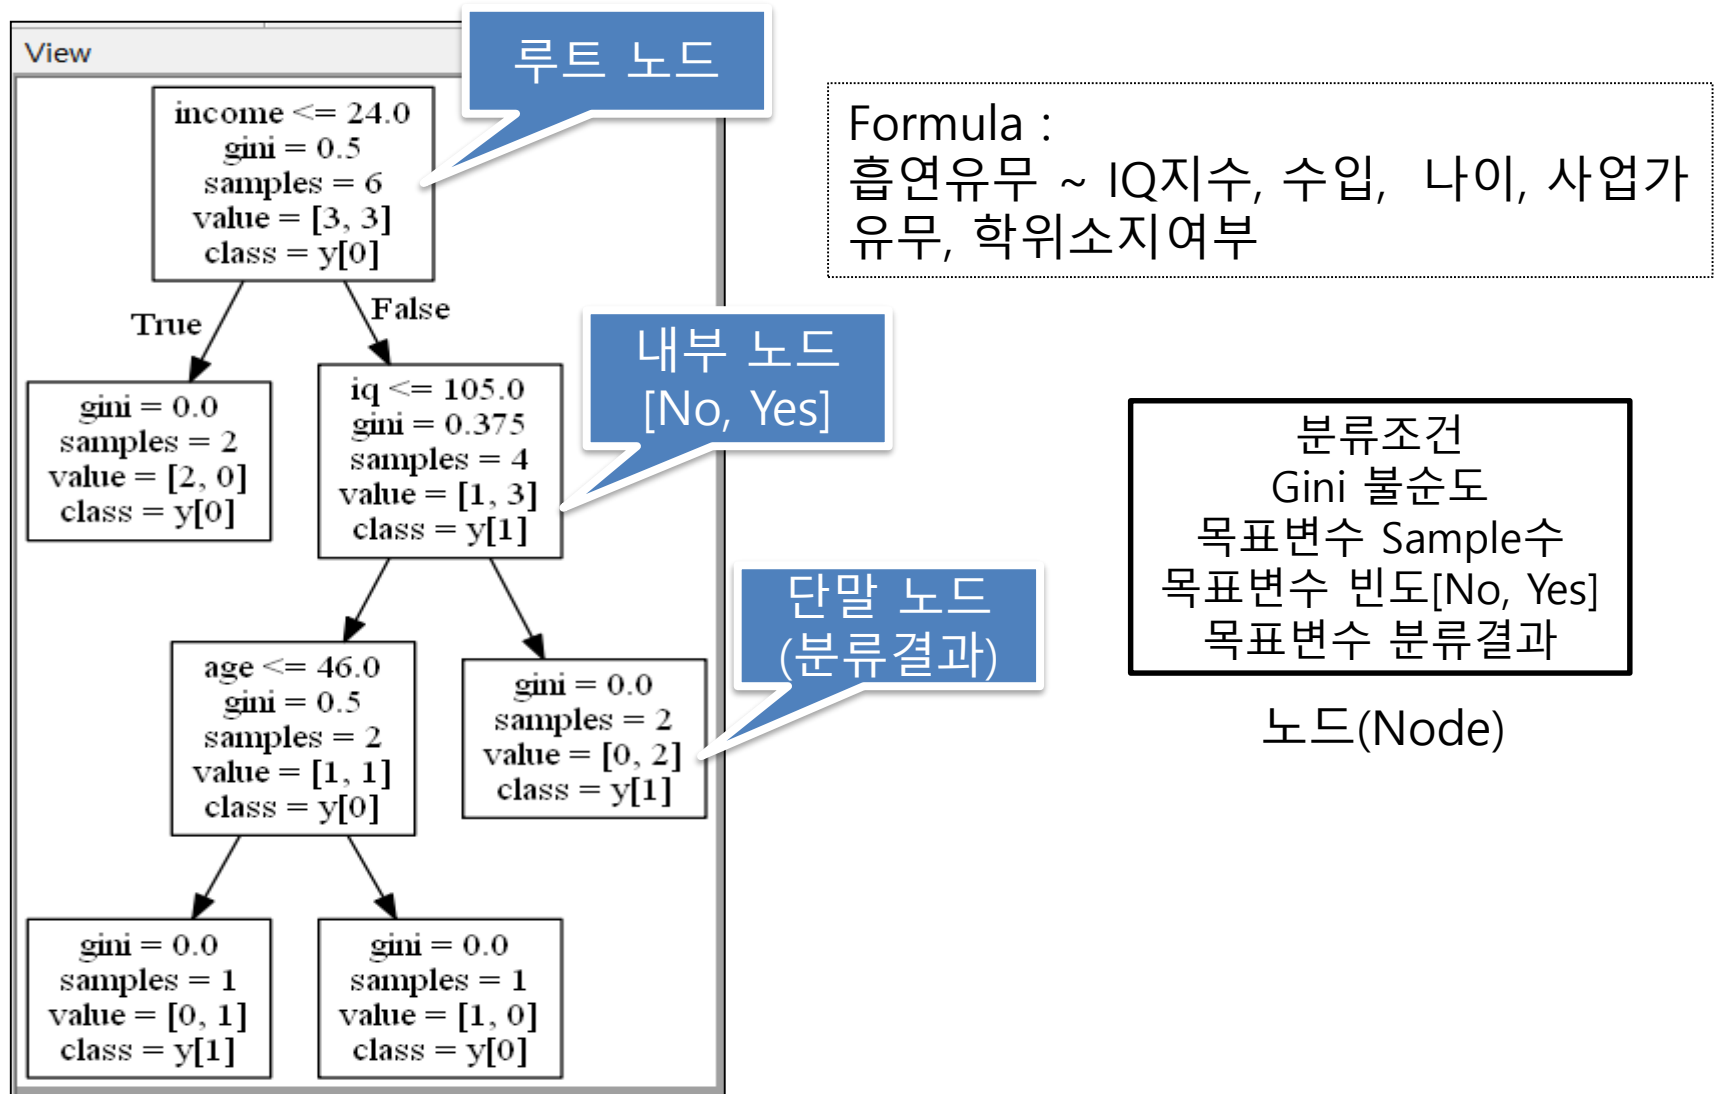 View
루트 노드
income <= 24.0
gini = 0.5
samples = 6
value = [3, 3]
class = y[0]
Formula :
흡연유무 ~ IQ지수, 수입, 나이, 사업가
유무, 학위소지여부
True
False
내부 노드
[No, Yes]
gini = 0.0
samples = 2
value = [2, 0]
class = y[0]
iq <= 105.0
gini = 0.375
samples = 4
value = [1, 3]
class = y[1]
분류조건
Gini 불순도
목표변수 Sample수
목표변수 빈도[No, Yes]
목표변수 분류결과
노드(Node)
단말 노드
(분류결과)
age <= 46.0
gini = 0.5
samples = 2
value = [1, 1]
class = y[0]
gini = 0.0
samples = 2
value = [0, 2]
class = y[1]
gini = 0.0
samples = 1
value = [0, 1]
class = y[1]
gini = 0.0
samples = 1
value = [1, 0]
class = y[0]